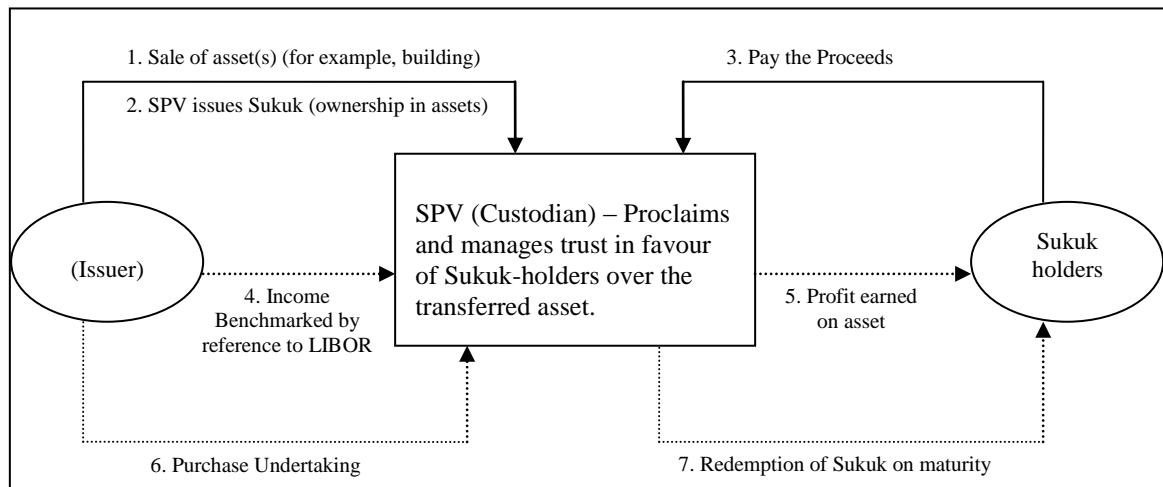 1. Sale of asset(s) (for example, building)
3. Pay the Proceeds
2. SPV issues Sukuk (ownership in assets)
SPV (Custodian) – Proclaims
and manages trust in favour
of Sukuk-holders over the
transferred asset.
(Issuer)
Sukuk
holders
4. Income
Benchmarked by
reference to LIBOR
5. Profit earned
on asset
6. Purchase Undertaking
7. Redemption of Sukuk on maturity